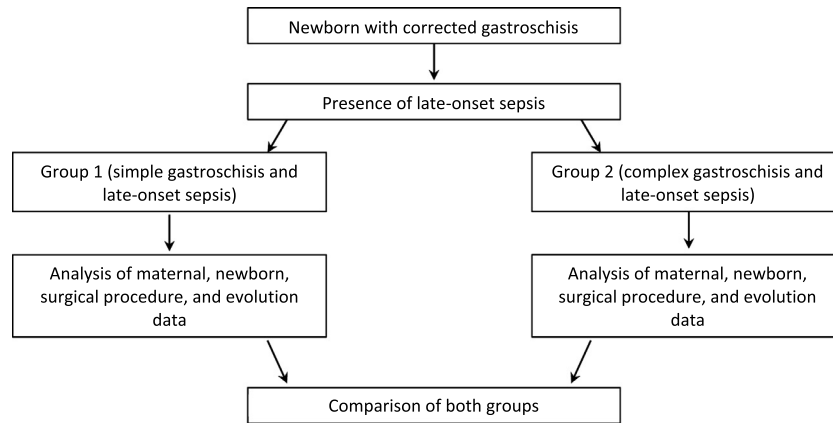 Newborn with corrected gastroschisis
Presence of late-onset sepsis
Group 1 (simple gastroschisis and
late-onset sepsis)
Group 2 (complex gastroschisis and
late-onset sepsis)
Analysis of maternal, newborn,
surgical procedure, and evolution
data
Analysis of maternal, newborn,
surgical procedure, and evolution
data
Comparison of both groups